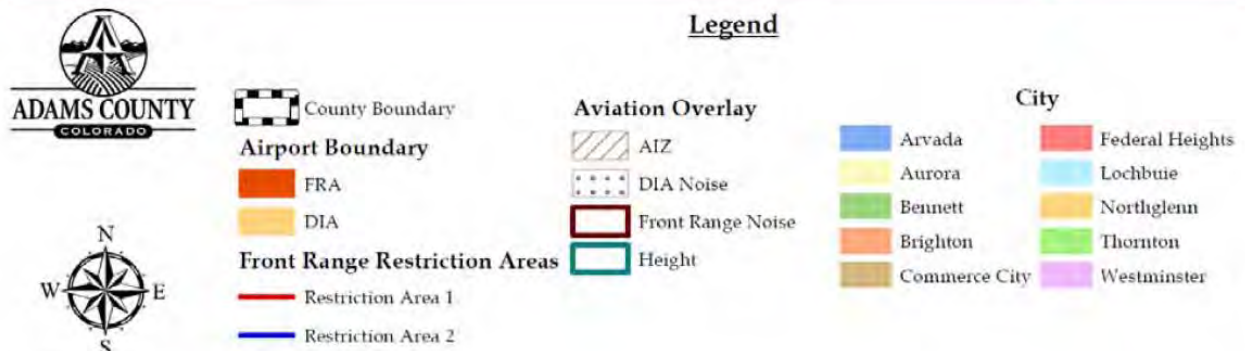 Legend
ADAMS COUNTY
COLORADO
N
W
E
S
County Boundary
Airport Boundary
FRA
DIA
Front Range Restriction Areas
Restriction Area 1
Restriction Area 2
Aviation Overlay
AIZ
DIA Noise
Front Range Noise
Height
City
Arvada
Aurora
Bennett
Brighton
Commerce City
Federal Heights
Lochbuie
Northglenn
Thornton
Westminster